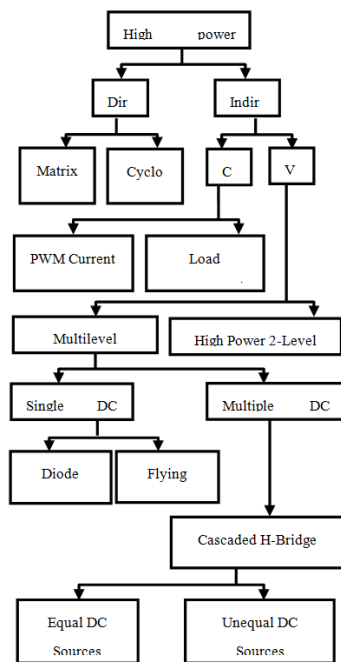 High power
Dir
Indir
Matrix
Cyclo
C
V
PWM Current
Load
Multilevel
High Power 2-Level
Single DC
Multiple DC
Diode
Flying
Cascaded H-Bridge
Equal DC
Sources
Unequal DC
Sources